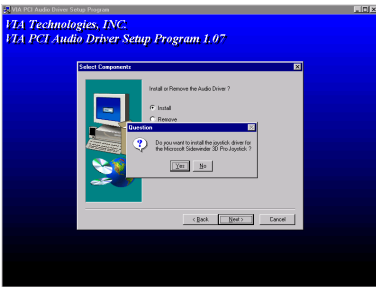 VIA PCI Audio Driver Setup Program
VIA Technologies, INC.
VIA PCI Audio Driver Setup Program 1.07
Select Components
Install or Remove the Audio Driver ?
Install
Remove
Question
Do you want to install the joystick driver for
the Microsoft Sidewinder 3D Pro Joystick ?
Yes
No
< Back
Next >
Cancel